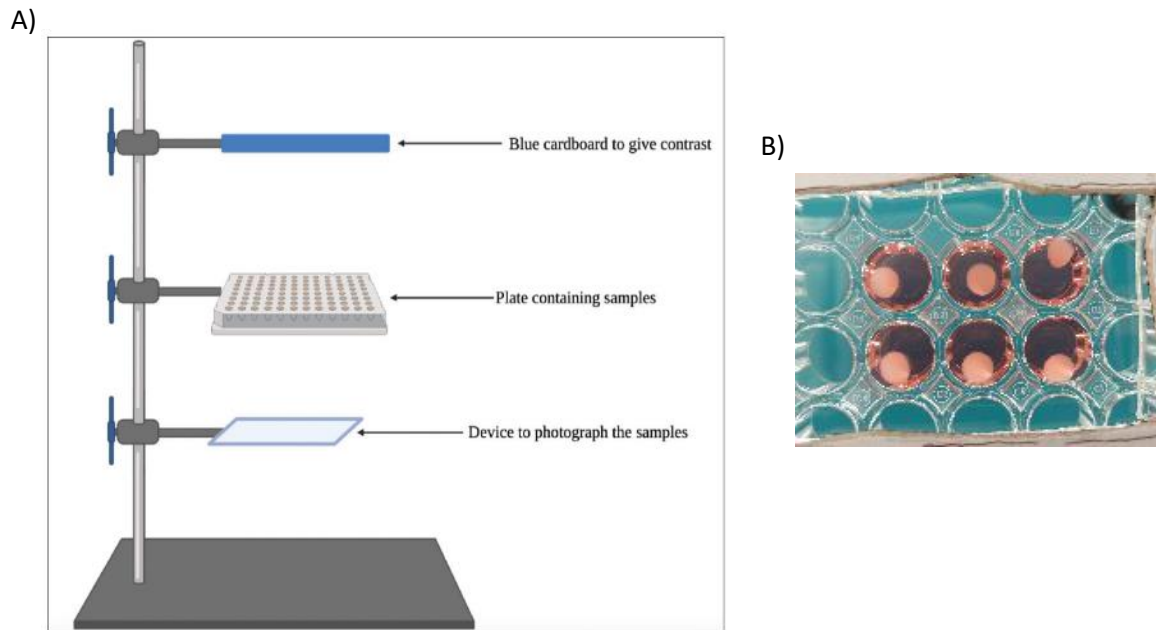 A)
Blue cardboard to give contrast
B)
Plate containing samples
Device to photograph the samples